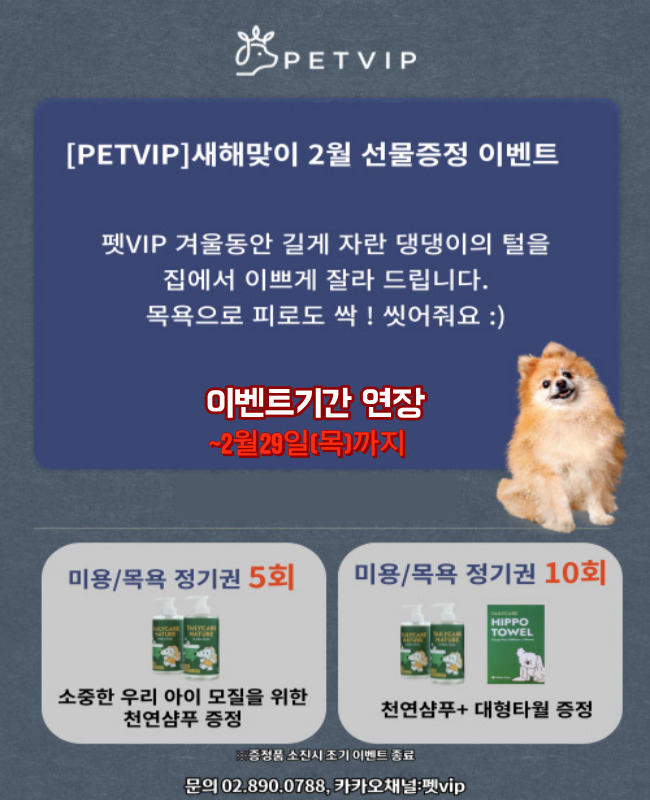 PETVIP
[PETVIP]새해맞이 2월 선물증정 이벤트
펫VIP 겨울동안 길게 자란 댕댕이의 털을
집에서 이쁘게 잘라 드립니다.
목욕으로 피로도 싹 ! 씻어줘요 :)
이벤트기간 연장
~2월29일(목)까지
미용/목욕 정기권 5회
TAILYCARE
NATURE
소중한 우리 아이 모질을 위한
천연샴푸 증정
미용/목욕 정기권 10회
TAILYCARE
NATURE
TAILYCARE
HIPPO
TOWEL
천연샴푸+ 대형타월 증정
※증정품 소진시 조기 이벤트 종료
문의 02.890.0788, 카카오채널:펫vip